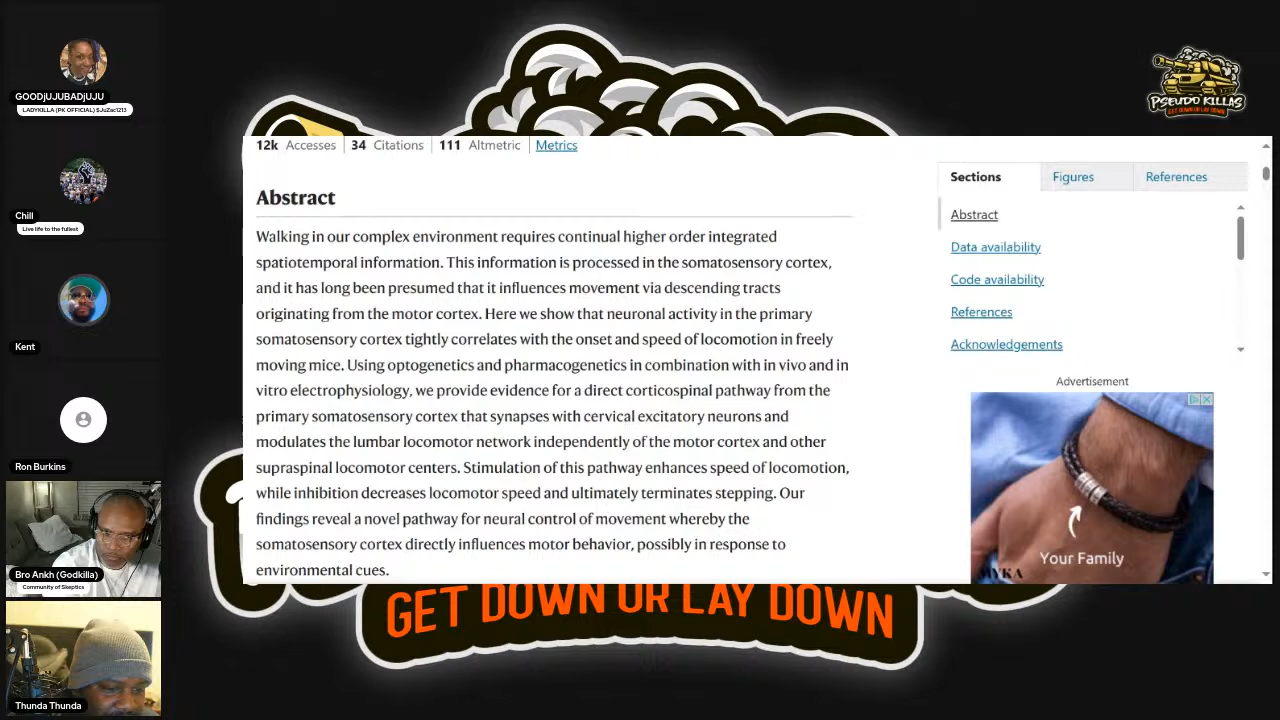 GOODjUJUBADjUJU
LADYKILLA (PK OFFICIAL) $JuZac1213
Chill
Live life to the fullest
Kent
Ron Burkins
Bro Ankh (Godkilla)
Community of Skeptics
Thunda Thunda
PSEUDO KILLAS
GET DOWN OR LAY DOWN
12k Accesses 34 Citations 111 Altmetric Metrics
Abstract
Walking in our complex environment requires continual higher order integrated
spatiotemporal information. This information is processed in the somatosensory cortex,
and it has long been presumed that it influences movement via descending tracts
originating from the motor cortex. Here we show that neuronal activity in the primary
somatosensory cortex tightly correlates with the onset and speed of locomotion in freely
moving mice. Using optogenetics and pharmacogenetics in combination with in vivo and in
vitro electrophysiology, we provide evidence for a direct corticospinal pathway from the
primary somatosensory cortex that synapses with cervical excitatory neurons and
modulates the lumbar locomotor network independently of the motor cortex and other
supraspinal locomotor centers. Stimulation of this pathway enhances speed of locomotion,
while inhibition decreases locomotor speed and ultimately terminates stepping. Our
findings reveal a novel pathway for neural control of movement whereby the
somatosensory cortex directly influences motor behavior, possibly in response to
environmental cues.
Sections Figures References
Abstract
Data availability
Code availability
References
Acknowledgements
Advertisement
Your Family
GET DOWN OR LAY DOWN